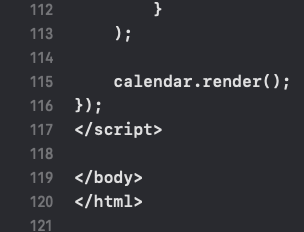 112         }
113     );
114
115     calendar.render();
116 });
117 </script>
118
119 </body>
120 </html>
121